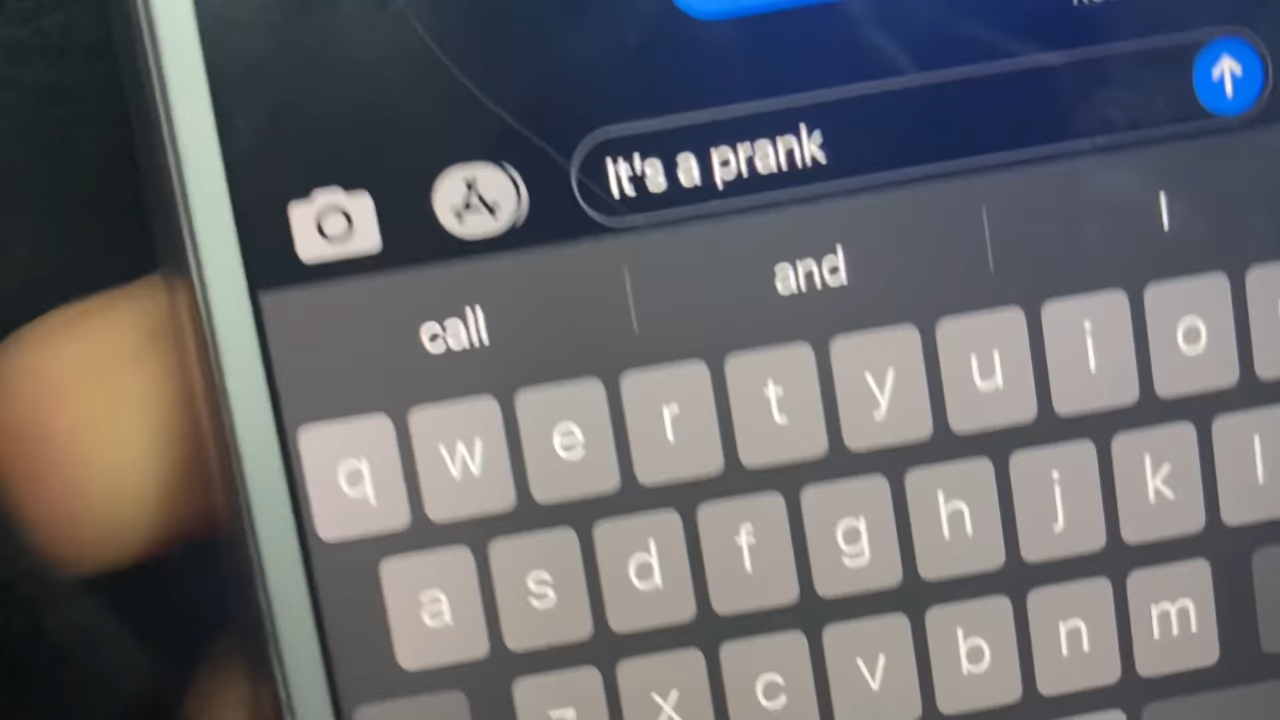 It's a prank
call
and
I
q w e r t y u i o
a s d f g h j k l
z x c v b n m